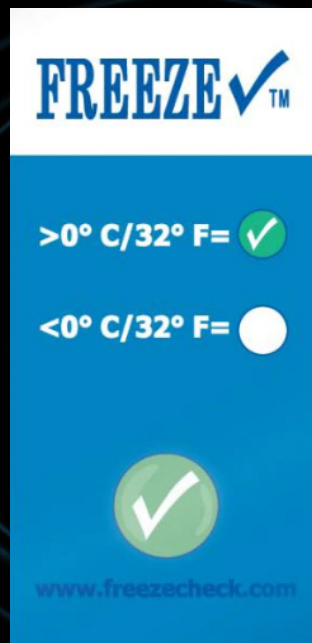 FREEZE✓™
>0° C/32° F= ✓
<0° C/32° F=
✓
www.freezecheck.com